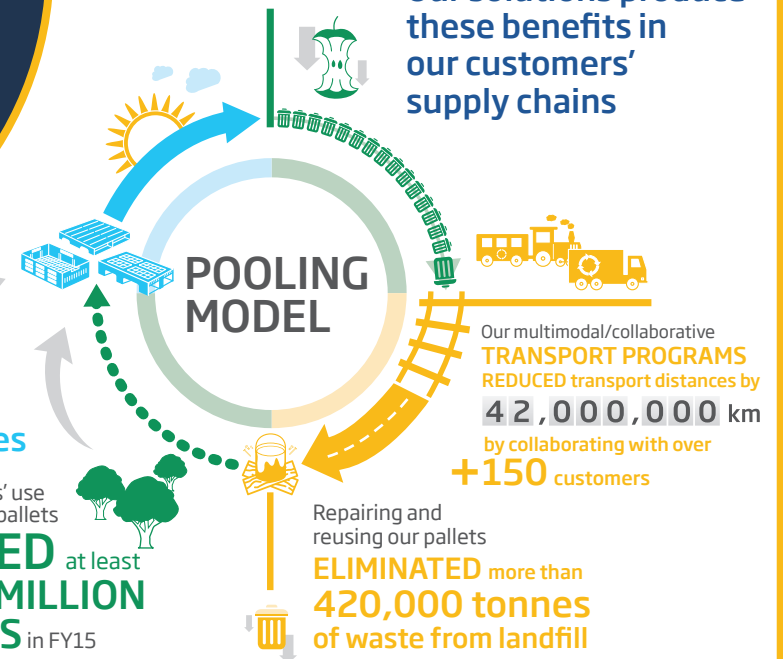 these benefits in
our customers'
supply chains
POOLING
MODEL
Our multimodal/collaborative
TRANSPORT PROGRAMS
REDUCED transport distances by
42,000,000 km
by collaborating with over
+150 customers
es
s' use
pallets
ED at least
MILLION
S in FY15
Repairing and
reusing our pallets
ELIMINATED more than
420,000 tonnes
of waste from landfill